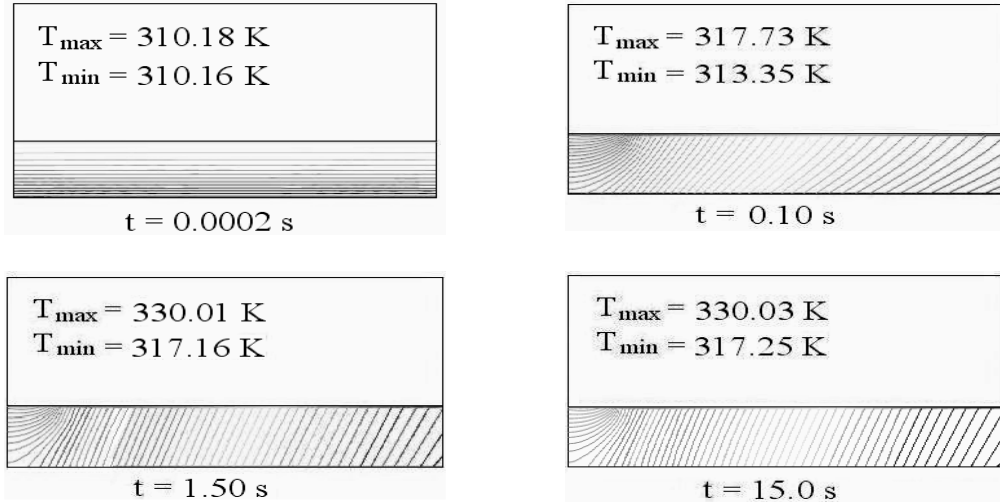 Tmax = 310.18 K
Tmin = 310.16 K
t = 0.0002 s
Tmax = 317.73 K
Tmin = 313.35 K
t = 0.10 s
Tmax = 330.01 K
Tmin = 317.16 K
t = 1.50 s
Tmax = 330.03 K
Tmin = 317.25 K
t = 15.0 s